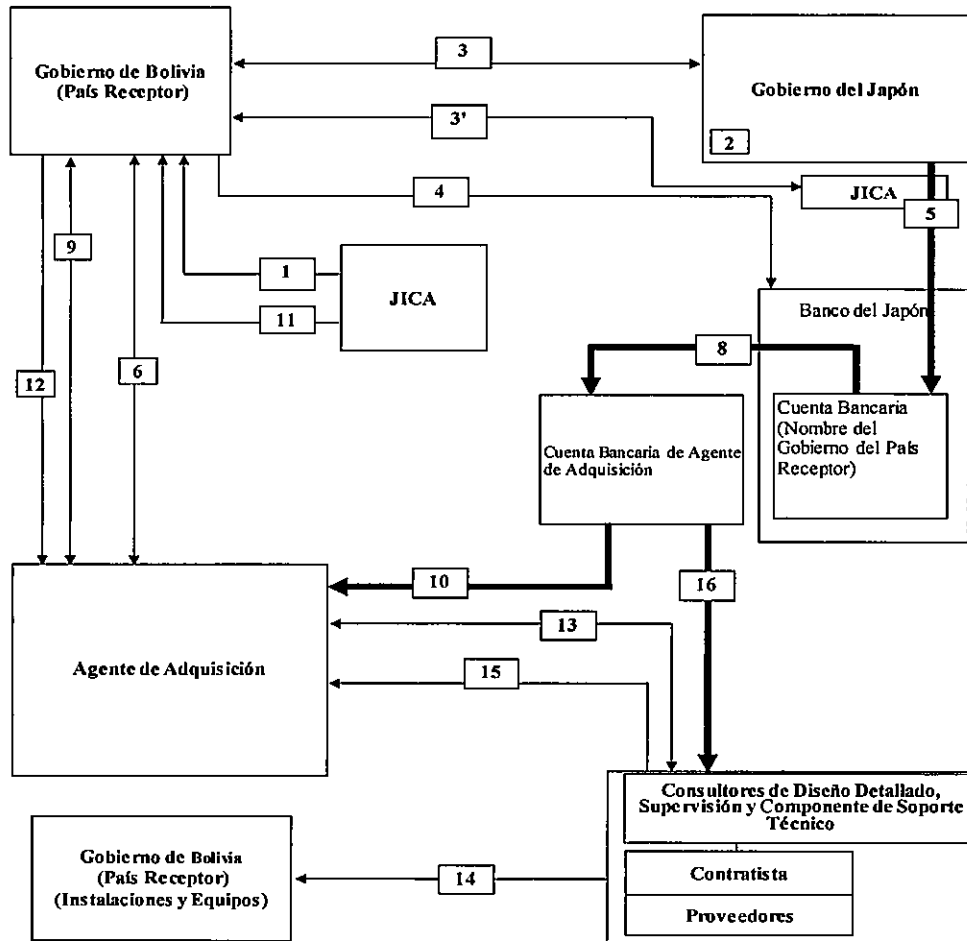 Gobierno de Bolivia
(País Receptor)
3
Gobierno del Japón
2
3'
4
JICA
5
9
1
11
JICA
Banco del Japón
8
12
6
Cuenta Bancaria
(Nombre del
Gobierno del País
Receptor)
Cuenta Bancaria de Agente
de Adquisición
10
16
13
Agente de Adquisición
15
Consultores de Diseño Detallado,
Supervisión y Componente de Soporte
Técnico
Gobierno de Bolivia
(País Receptor)
(Instalaciones y Equipos)
14
Contratista
Proveedores